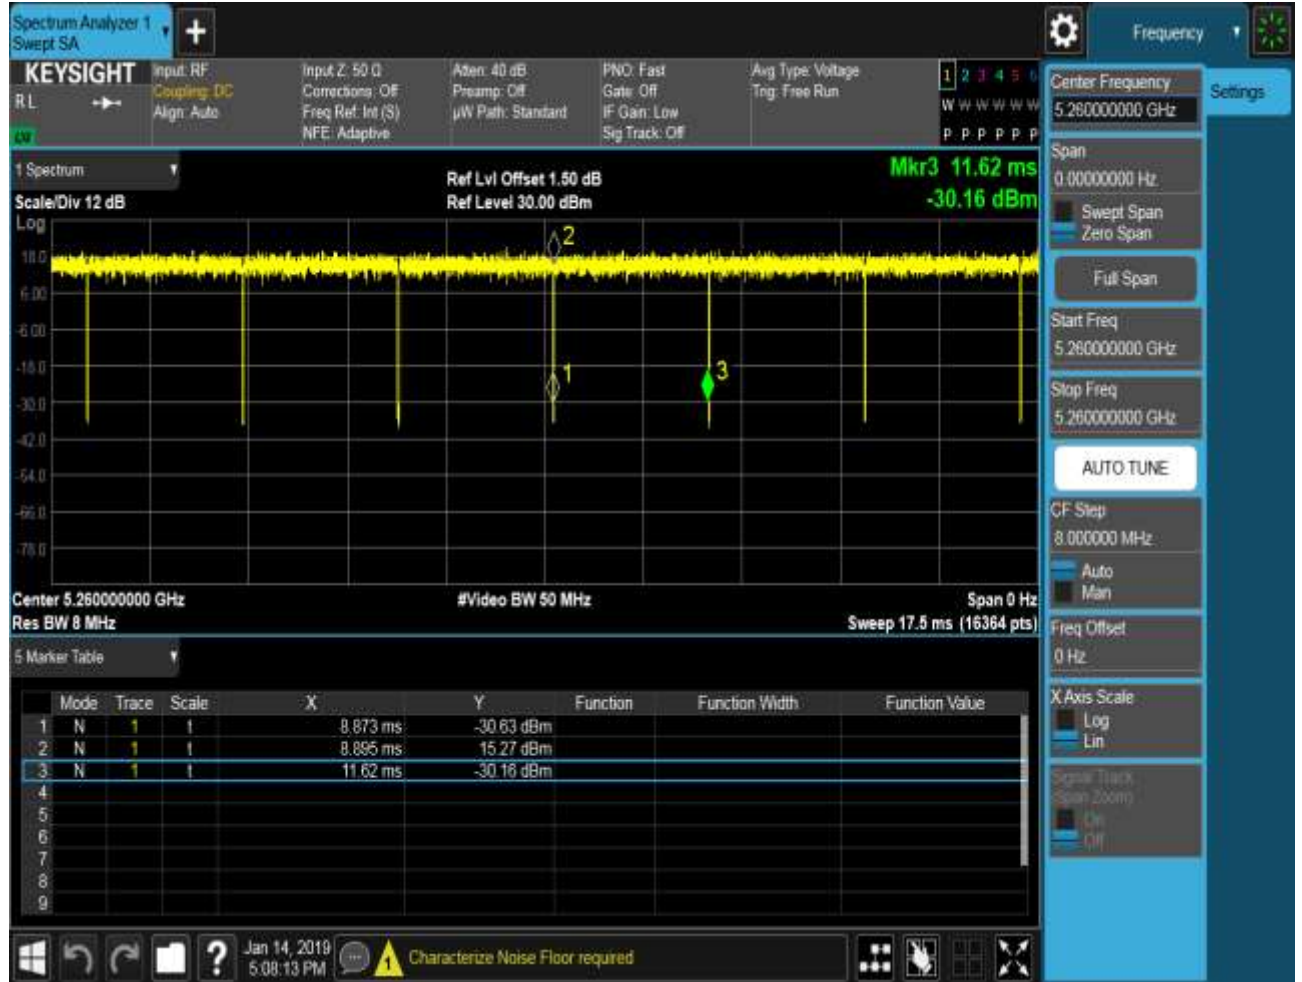 Spectrum Analyzer 1
Swept SA
+
Frequency
KEYSIGHT
R L
Input: RF
Coupling: DC
Align: Auto
Input Z: 50 Ω
Corrections: Off
Freq Ref: Int (S)
NFE: Adaptive
Atten: 40 dB
Preamp: Off
µW Path: Standard
PNO: Fast
Gate: Off
IF Gain: Low
Sig Track: Off
Avg Type: Voltage
Trig: Free Run
1 2 3 4 5 6
W W W W W W
P P P P P P
1 Spectrum
Scale/Div 12 dB
Ref Lvl Offset 1.50 dB
Ref Level 30.00 dBm
Mkr3 11.62 ms
-30.16 dBm
Log
18.0
6.00
-6.00
-18.0
-30.0
-42.0
-54.0
-66.0
-78.0
2
1
3
Center 5.260000000 GHz
Res BW 8 MHz
#Video BW 50 MHz
Span 0 Hz
Sweep 17.5 ms (16364 pts)
5 Marker Table
Mode Trace Scale X Y Function Function Width Function Value
1 N 1 t 8.873 ms -30.63 dBm
2 N 1 t 8.895 ms 15.27 dBm
3 N 1 t 11.62 ms -30.16 dBm
4
5
6
7
8
9
Jan 14, 2019
5:08:13 PM
?
1
Characterize Noise Floor required
Center Frequency
5.260000000 GHz
Settings
Span
0.00000000 Hz
Swept Span
Zero Span
Full Span
Start Freq
5.260000000 GHz
Stop Freq
5.260000000 GHz
AUTO TUNE
CF Step
8.000000 MHz
Auto
Man
Freq Offset
0 Hz
X Axis Scale
Log
Lin
Signal Track
(Span Zoom)
On
Off